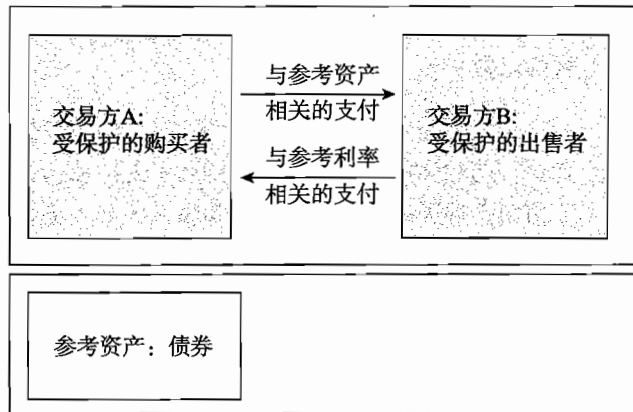 交易方A:
受保护的购买者
与参考资产
相关的支付
与参考利率
相关的支付
交易方B:
受保护的出售者
参考资产：债券